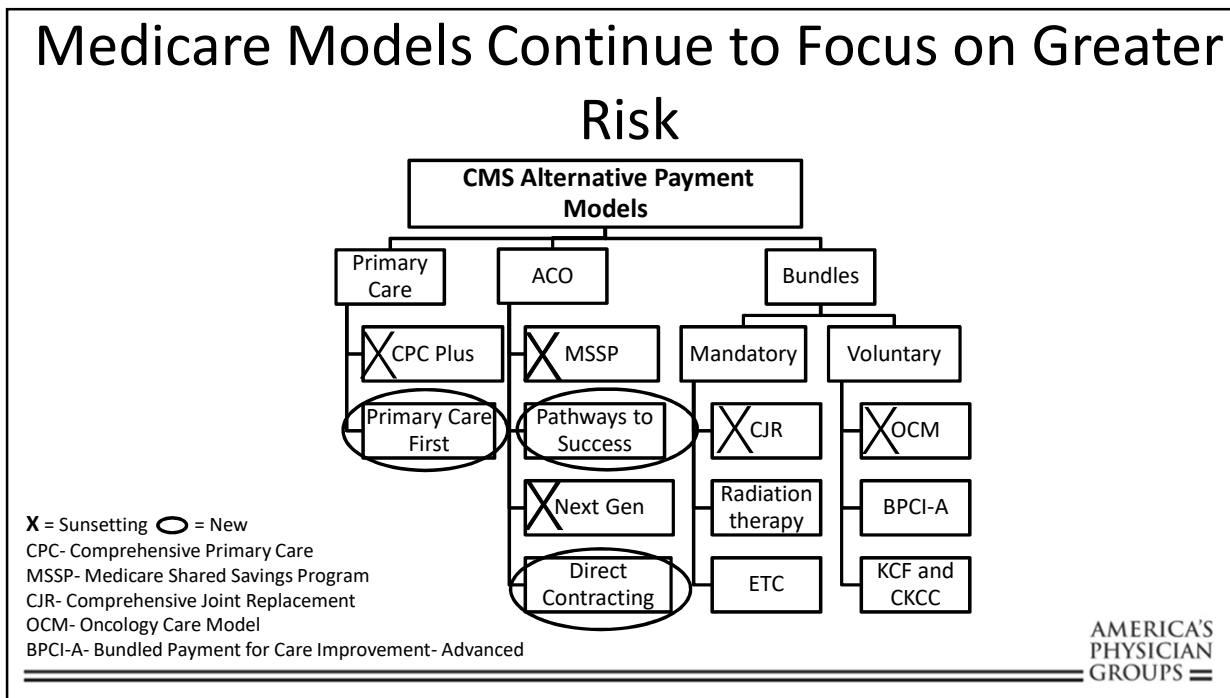 Medicare Models Continue to Focus on Greater
Risk
CMS Alternative Payment
Models
Primary
Care
ACO
Bundles
X CPC Plus
X MSSP
Mandatory
Voluntary
Primary Care
First
Pathways to
Success
X CJR
X OCM
X Next Gen
Radiation
therapy
BPCI-A
Direct
Contracting
ETC
KCF and
CKCC
X = Sunsetting = New
CPC- Comprehensive Primary Care
MSSP- Medicare Shared Savings Program
CJR- Comprehensive Joint Replacement
OCM- Oncology Care Model
BPCI-A- Bundled Payment for Care Improvement- Advanced
AMERICA'S
PHYSICIAN
GROUPS